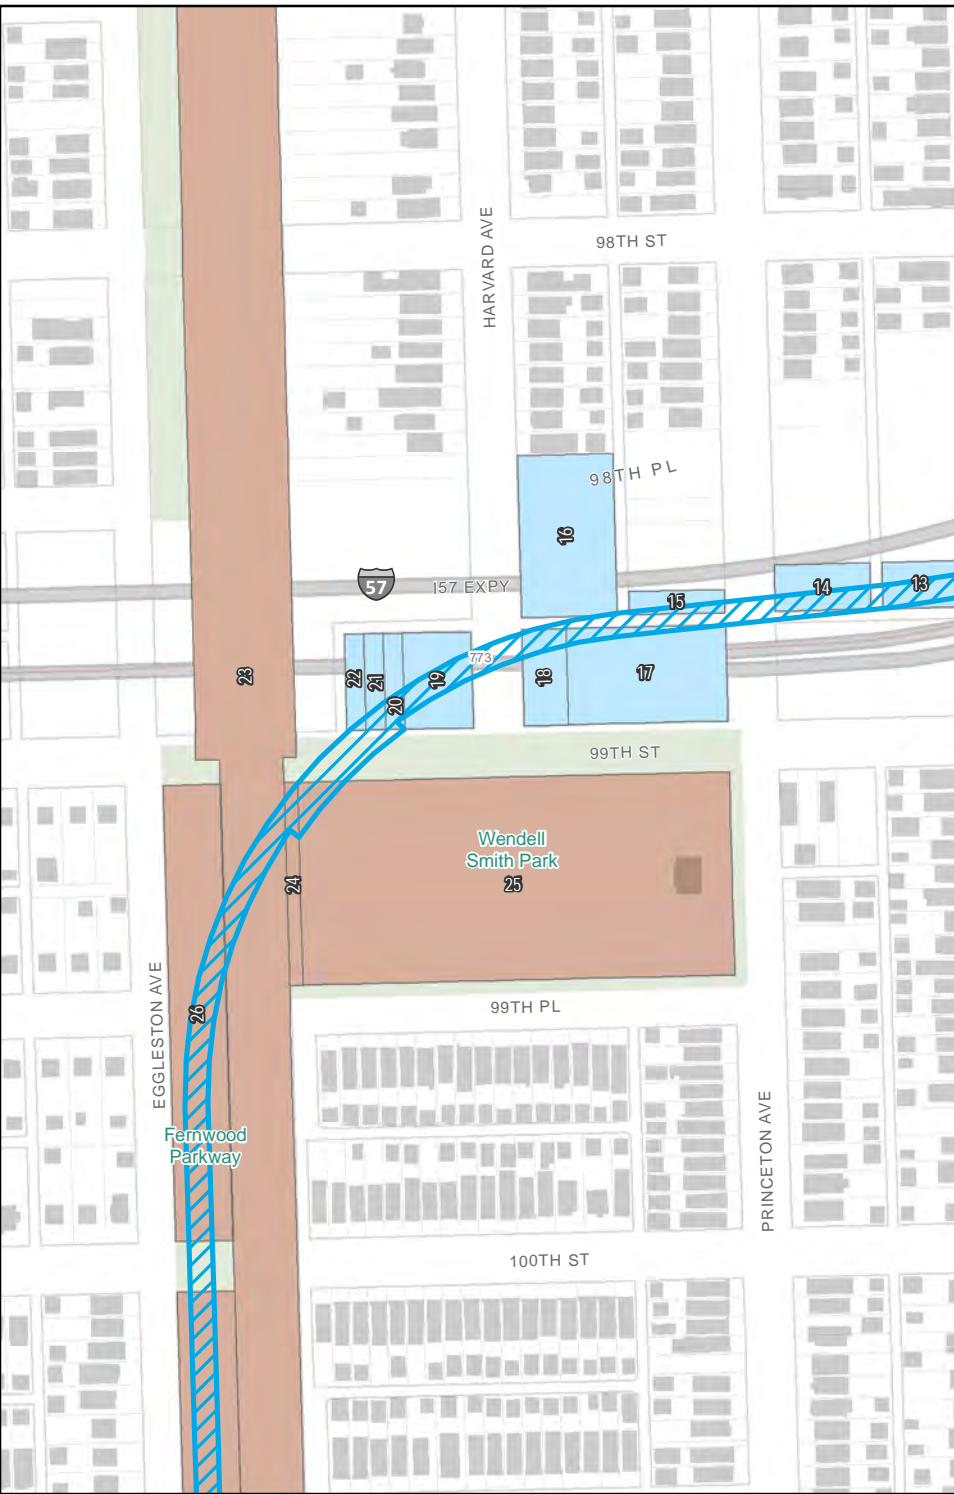 98TH ST
HARVARD AVE
98TH PL
16
57
I57 EXPY
15
14
13
23
22
21
20
19
773
18
17
99TH ST
Wendell
Smith Park
24
25
26
99TH PL
EGGLESTON AVE
Fernwood
Parkway
PRINCETON AVE
100TH ST